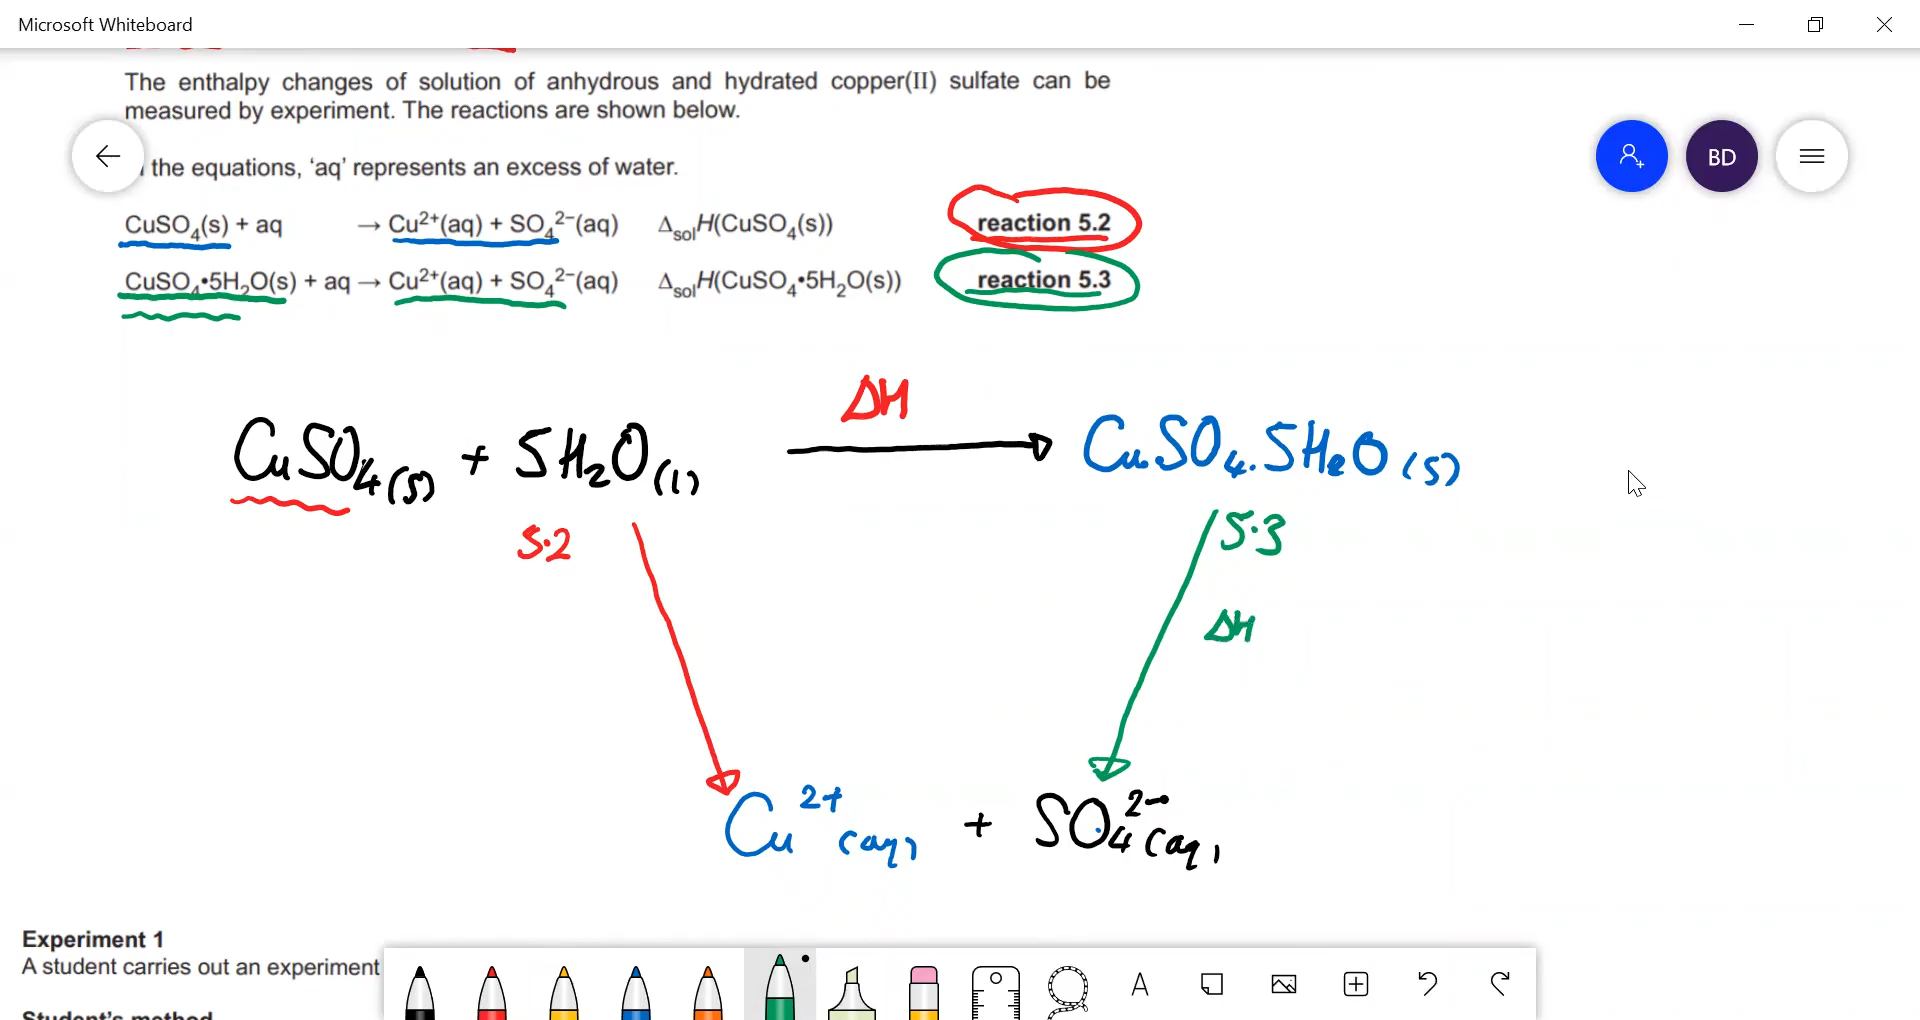 Microsoft Whiteboard
The enthalpy changes of solution of anhydrous and hydrated copper(II) sulfate can be
measured by experiment. The reactions are shown below.
the equations, ‘aq’ represents an excess of water.
BD
CuSO₄(s) + aq → Cu²⁺(aq) + SO₄²⁻(aq) ΔsolH(CuSO₄(s)) reaction 5.2
CuSO₄•5H₂O(s) + aq → Cu²⁺(aq) + SO₄²⁻(aq) ΔsolH(CuSO₄•5H₂O(s)) reaction 5.3
ΔH
CuSO₄(s) + 5H₂O(l) → CuSO₄.5H₂O(s)
5.2 5.3
ΔH
Cu²⁺(aq) + SO₄²⁻(aq)
Experiment 1
A student carries out an experiment
Student’s method